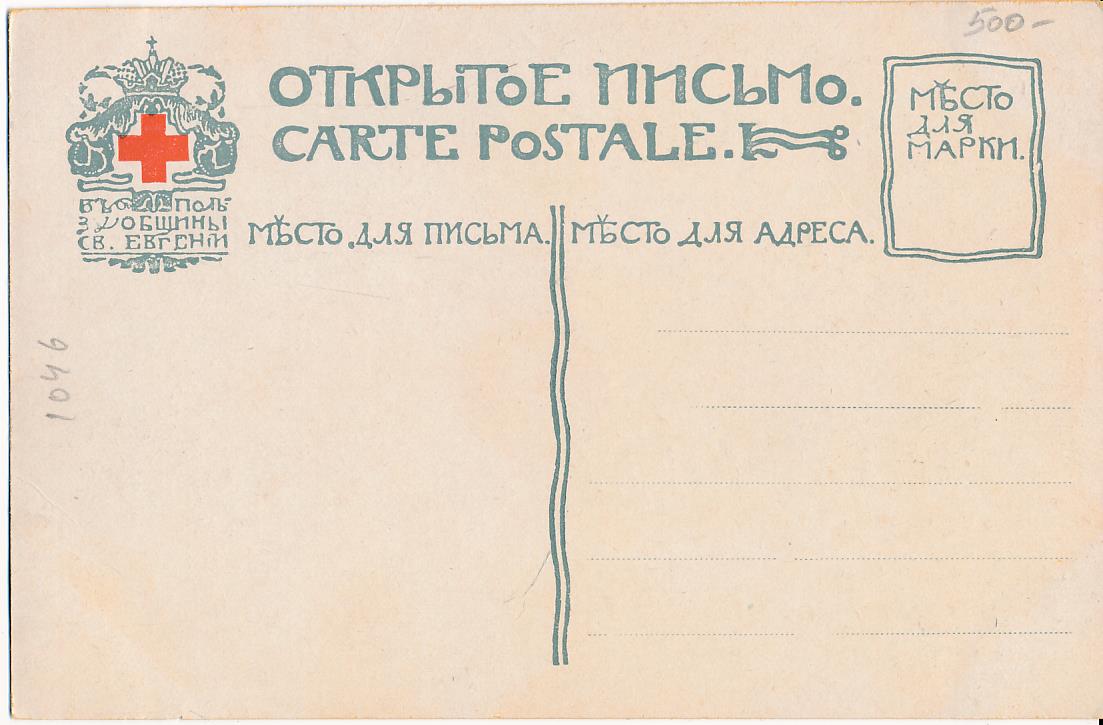 500-
ОТКРЫТОЕ ПИСЬМО.
CARTE POSTALE.
МѢСТО
ДЛЯ
МАРКИ.
ВЪ ПОЛЬ-
ЗУ ОБЩИНЫ
СВ. ЕВГЕНІИ
МѢСТО ДЛЯ ПИСЬМА.
МѢСТО ДЛЯ АДРЕСА.
1046